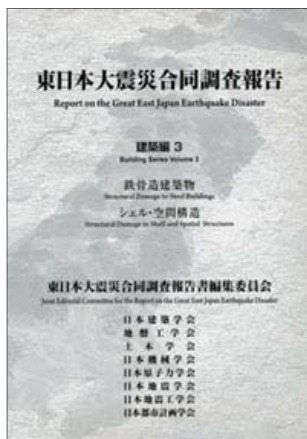 東日本大震災合同調査報告
Report on the Great East Japan Earthquake Disaster
建築編 3
Building Series Volume 3
鉄骨造建築物
Structural Damage to Steel Buildings
シェル・空間構造
Structural Damage to Shell and Spatial Structures
東日本大震災合同調査報告書編集委員会
Joint Editorial Committee for the Report on the Great East Japan Earthquake Disaster
日本建築学会
地盤工学会
土木学会
日本機械学会
日本原子力学会
日本地震学会
日本地震工学会
日本都市計画学会